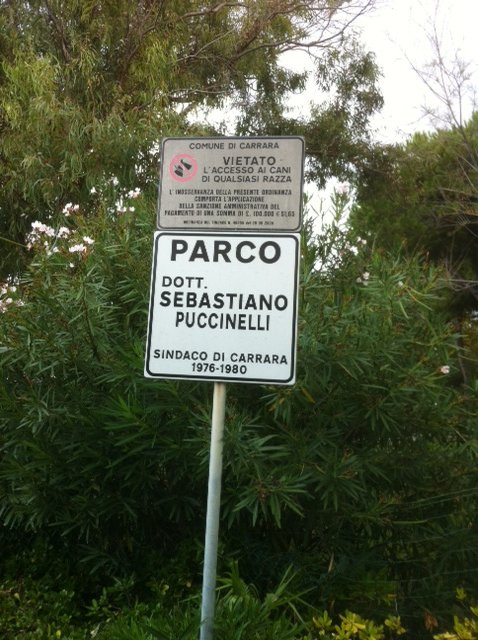 COMUNE DI CARRARA
VIETATO
L'ACCESSO AI CANI
DI QUALSIASI RAZZA
L' INOSSERVANZA DELLA PRESENTE ORDINANZA
COMPORTA L'APPLICAZIONE
DELLA SANZIONE AMMINISTRATIVA DEL
PAGAMENTO DI UNA SOMMA DI £. 100.000 € 51,65
PARCO
DOTT.
SEBASTIANO
PUCCINELLI
SINDACO DI CARRARA
1976-1980